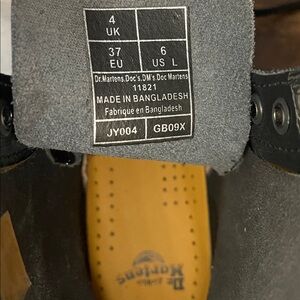 4
UK
37
EU
6
US L
Dr.Martens.Doc's.DM's Doc Martens
11821
MADE IN BANGLADESH
Fabriqué en Bangladesh
JY004
GB09X
Dr. Martens